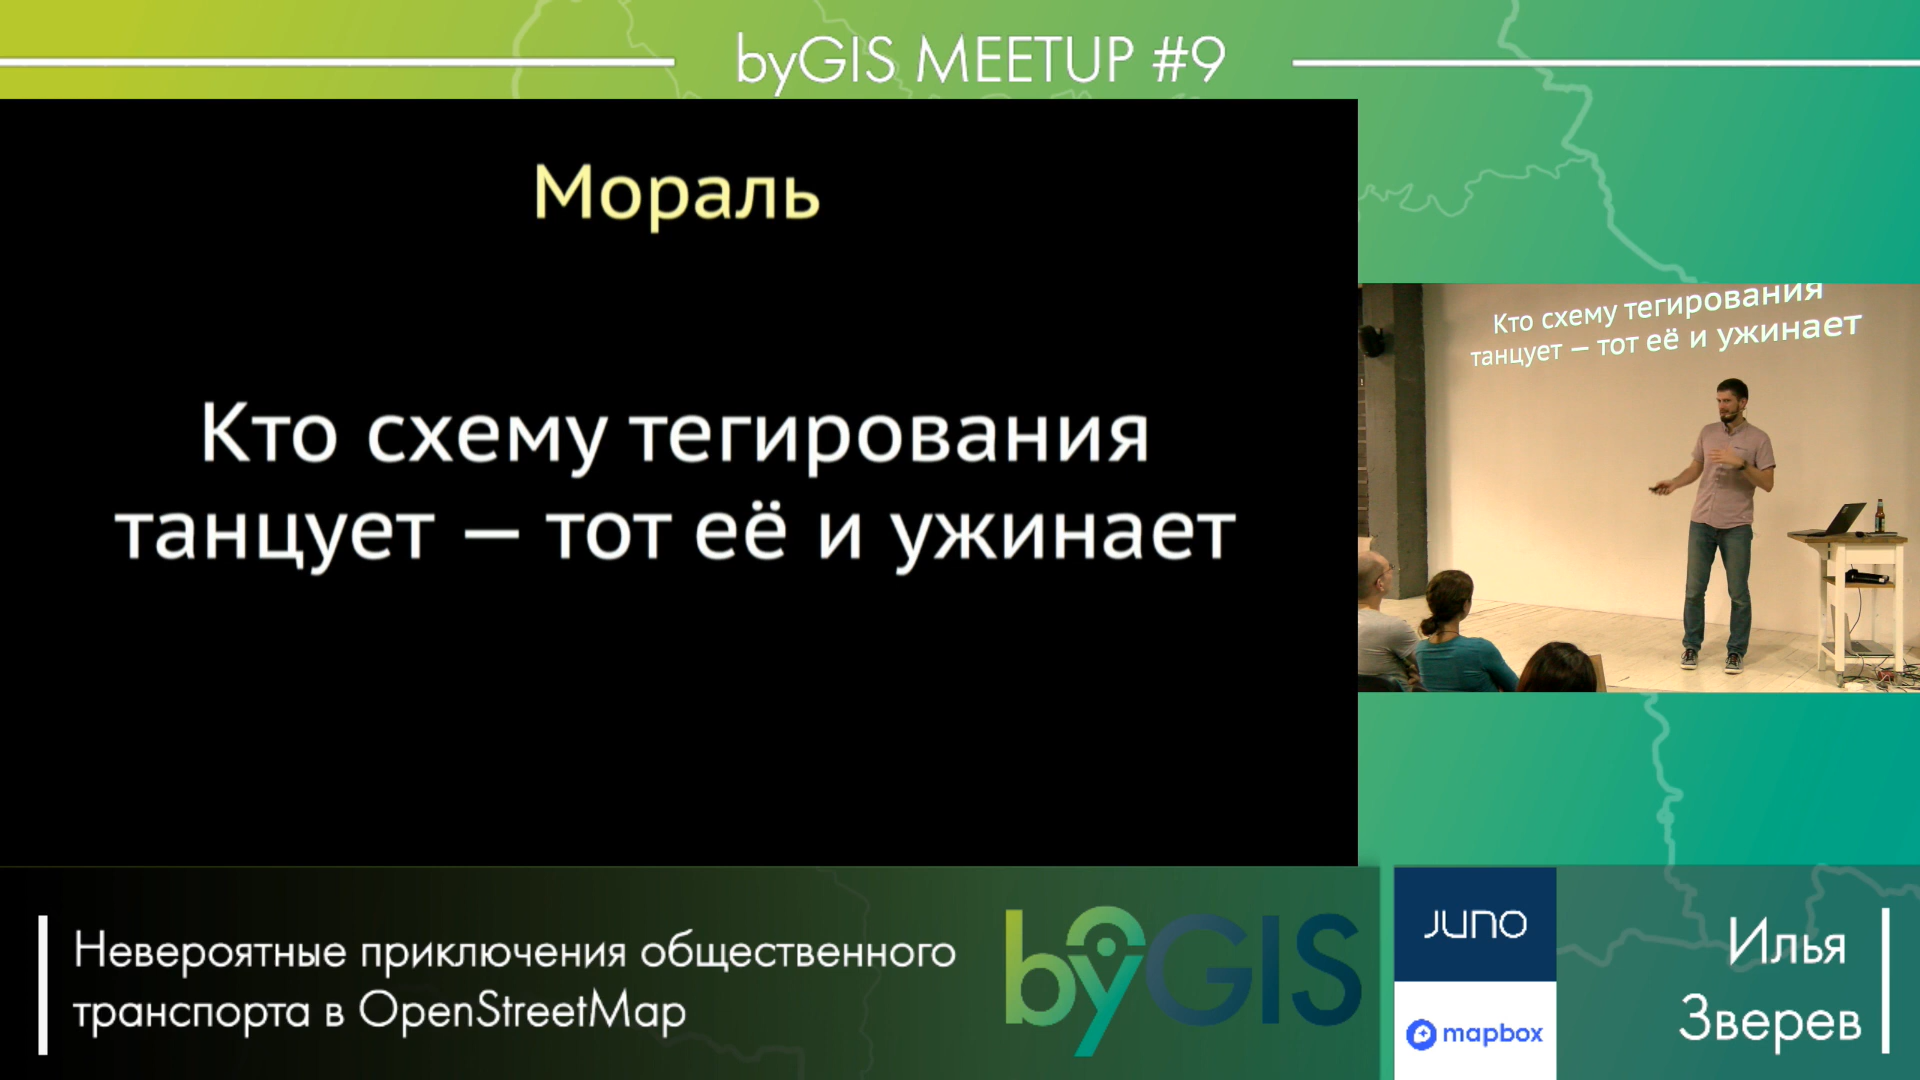 byGIS MEETUP #9
Мораль
Кто схему тегирования
танцует — тот её и ужинает
Кто схему тегирования
танцует — тот её и ужинает
Невероятные приключения общественного
транспорта в OpenStreetMap
byGIS
JUNO
mapbox
Илья
Зверев